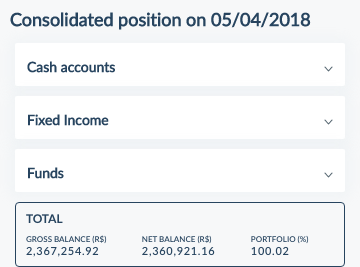 Consolidated position on 05/04/2018
Cash accounts
Fixed Income
Funds
TOTAL
GROSS BALANCE (R$) NET BALANCE (R$) PORTFOLIO (%)
2,367,254.92 2,360,921.16 100.02